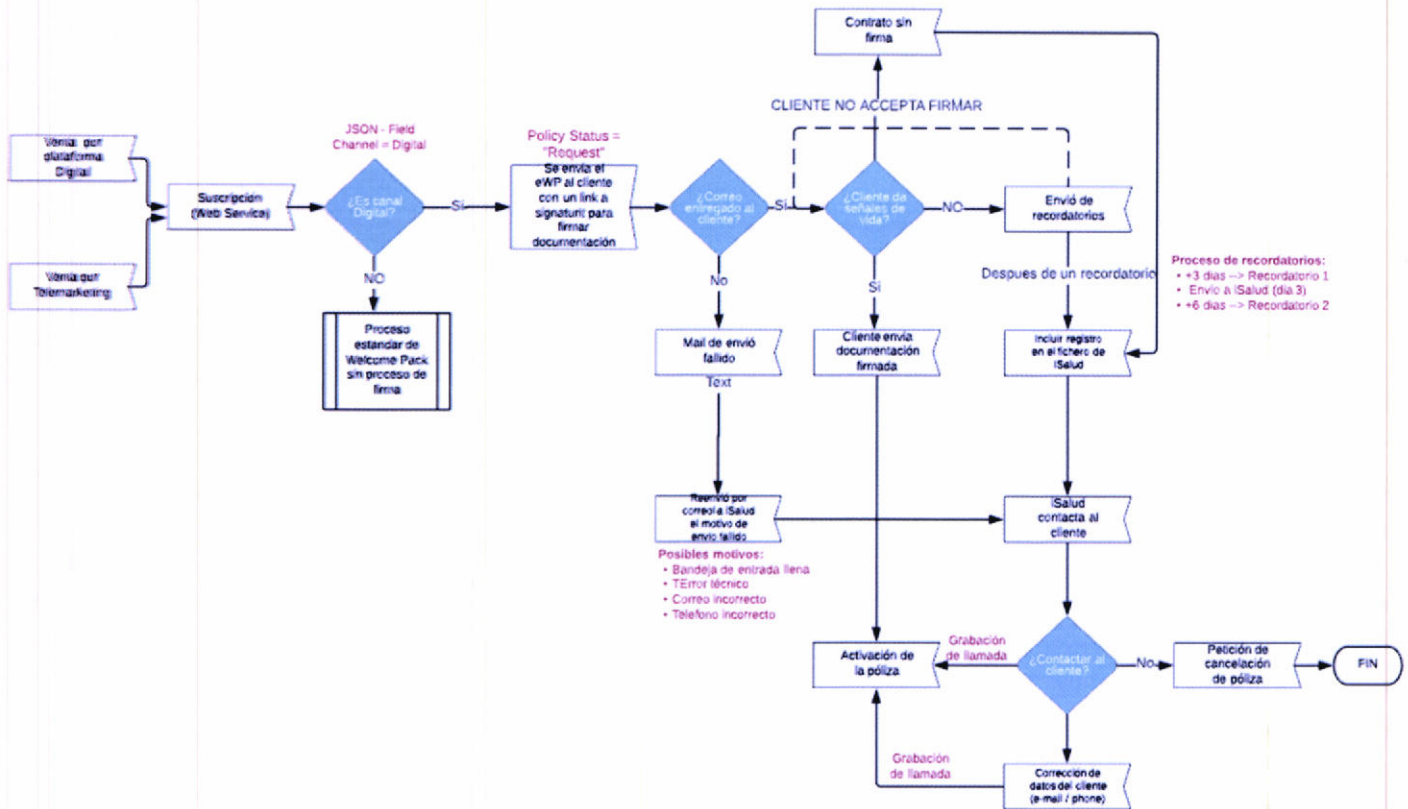 Contrato sin
firma
CLIENTE NO ACCEPTA FIRMAR
JSON - Field
Channel = Digital
Policy Status =
"Request"
Venta por
plataforma
Digital
Suscripción
(Web Service)
¿Es canal
Digital?
Si
Se envia el
eWP al cliente
con un link a
signaturit para
firmar
documentación
¿Correo
entregado al
cliente?
Si
¿Cliente da
señales de
vida?
NO
Envió de
recordatorios
Venta por
Telemarketing
NO
No
Si
Despues de un recordatorio
Proceso de recordatorios:
• +3 dias --> Recordatorio 1
• Envio a iSalud (dia 3)
• +6 dias --> Recordatorio 2
Proceso
estandar de
Welcome Pack
sin proceso de
firma
Mail de envió
fallido
Text
Cliente envia
documentación
firmada
Incluir registro
en el fichero de
iSalud
Reenvió por
correo a iSalud
el motivo de
envio fallido
iSalud
contacta al
cliente
Posibles motivos:
• Bandeja de entrada llena
• TError técnico
• Correo incorrecto
• Telefono incorrecto
Activación de
la póliza
Grabación
de llamada
¿Contactar al
cliente?
No
Petición de
cancelación
de póliza
FIN
Grabación
de llamada
Corrección de
datos del cliente
(e-mail / phone)